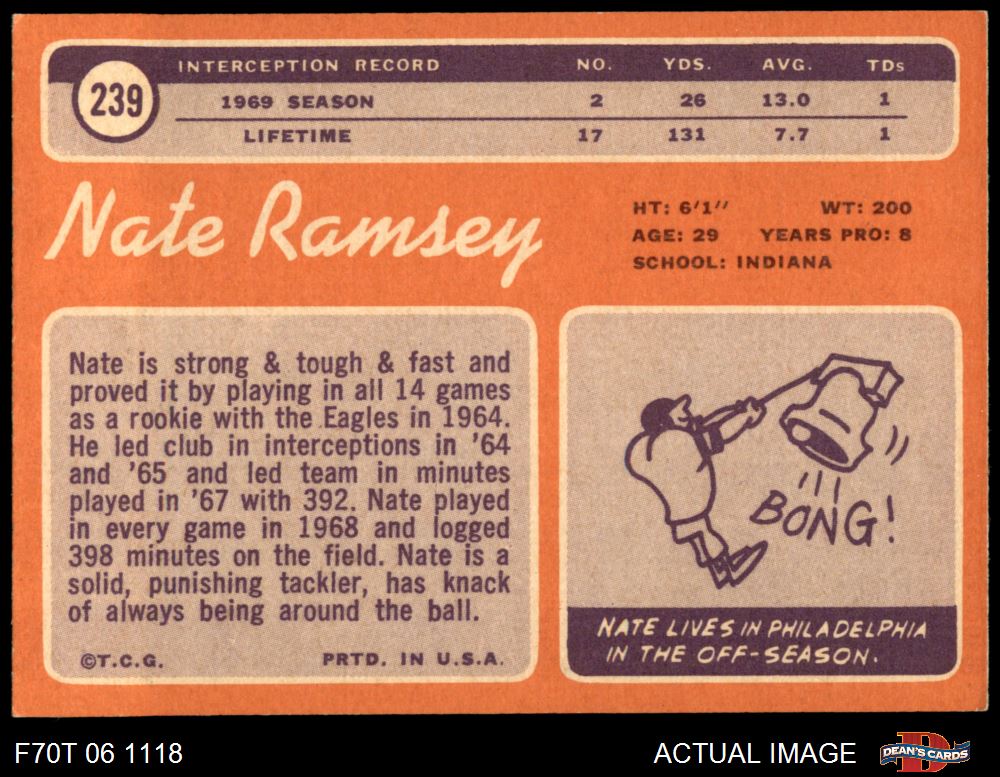 239
INTERCEPTION RECORD NO. YDS. AVG. TDs
1969 SEASON 2 26 13.0 1
LIFETIME 17 131 7.7 1
Nate Ramsey
HT: 6'1'' WT: 200
AGE: 29 YEARS PRO: 8
SCHOOL: INDIANA
Nate is strong & tough & fast and
proved it by playing in all 14 games
as a rookie with the Eagles in 1964.
He led club in interceptions in '64
and '65 and led team in minutes
played in '67 with 392. Nate played
in every game in 1968 and logged
398 minutes on the field. Nate is a
solid, punishing tackler, has knack
of always being around the ball.
©T.C.G. PRTD. IN U.S.A.
BONG!
NATE LIVES IN PHILADELPHIA
IN THE OFF-SEASON.
F70T 06 1118 ACTUAL IMAGE DEAN'S CARDS